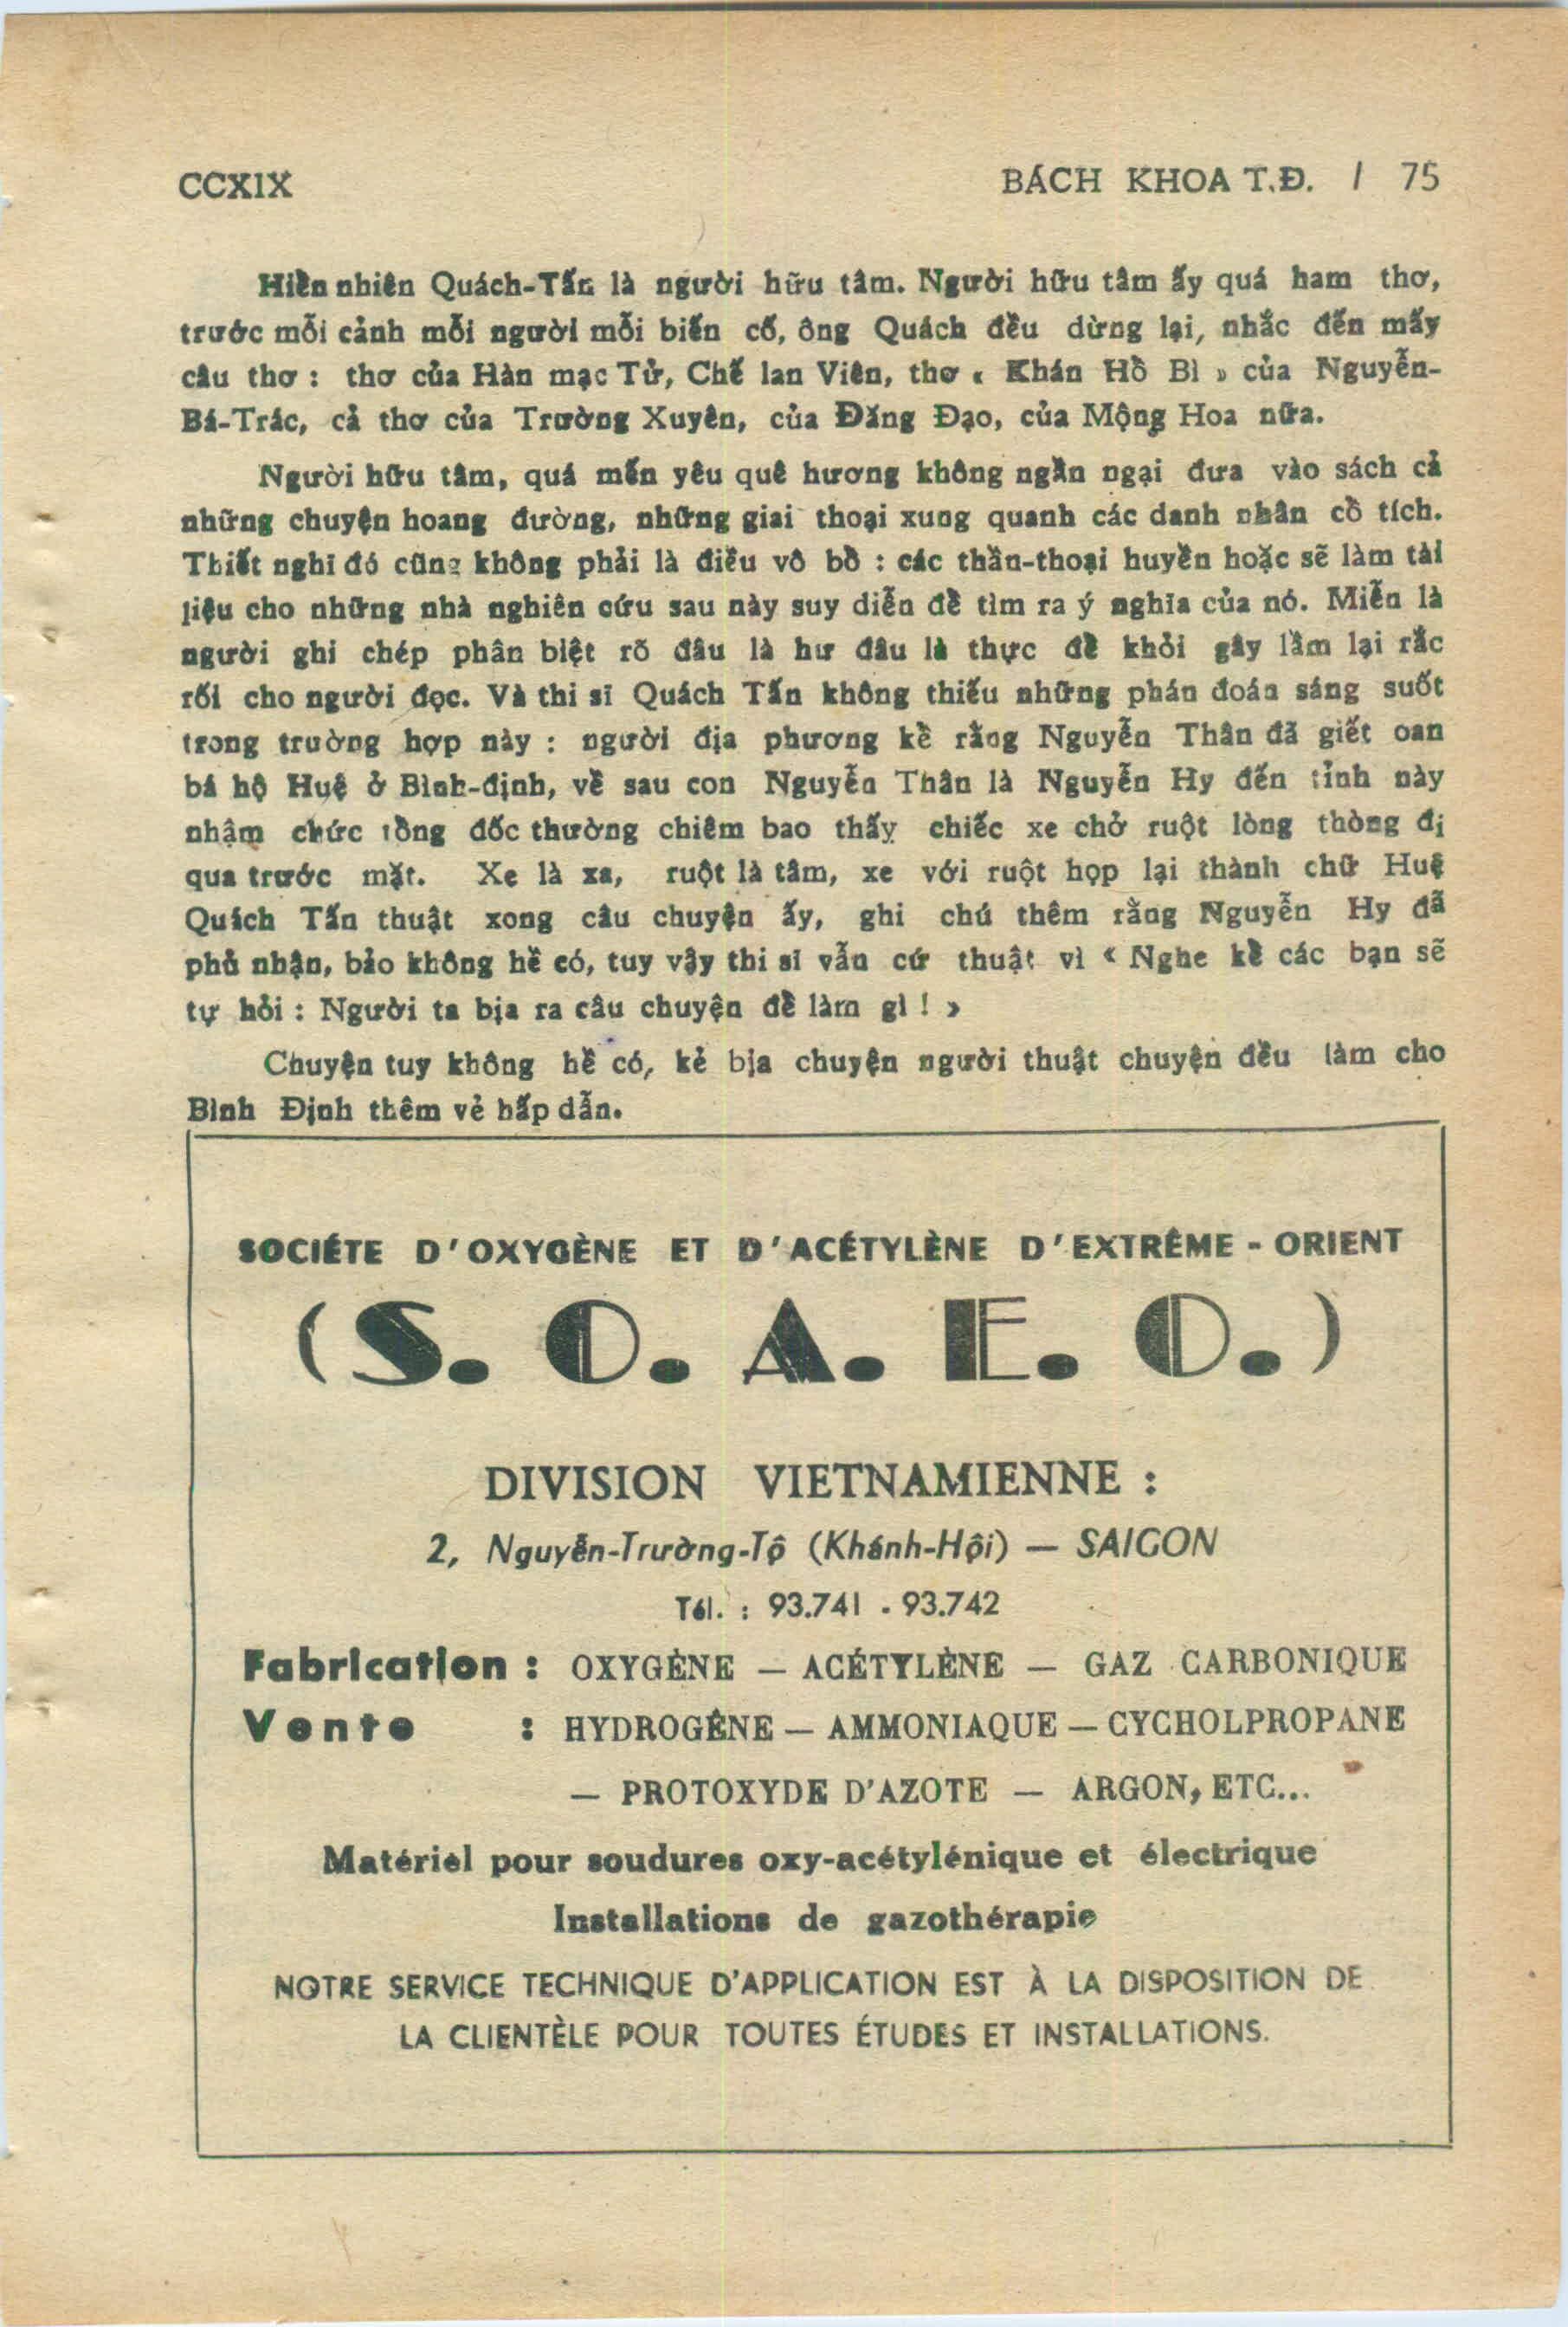 CCXIX
BÁCH KHOA T.Đ. / 75
Hiển nhiên Quách-Tấn là người hữu tâm. Người hữu tâm ấy quá ham thơ,
trước mỗi cảnh mỗi người mỗi biến cố, ông Quách đều dừng lại, nhắc đến mấy
câu thơ : thơ của Hàn mạc Tử, Chế lan Viên, thơ « Khán Hồ Bì » của Nguyễn-
Bá-Trác, cả thơ của Trường Xuyên, của Đăng Đạo, của Mộng Hoa nữa.
Người hữu tâm, quá mến yêu quê hương không ngần ngại đưa vào sách cả
những chuyện hoang đường, những giai thoại xung quanh các danh nhân cổ tích.
Thiết nghĩ đó cũng không phải là điều vô bổ : các thần-thoại huyền hoặc sẽ làm tài
liệu cho những nhà nghiên cứu sau này suy diễn để tìm ra ý nghĩa của nó. Miễn là
người ghi chép phân biệt rõ đâu là hư đâu là thực để khỏi gây lầm lại rắc
rối cho người đọc. Và thi sĩ Quách Tấn không thiếu những phán đoán sáng suốt
trong truờng hợp này : người địa phương kể rằng Nguyễn Thân đã giết oan
bá hộ Huệ ở Bình-định, về sau con Nguyễn Thân là Nguyễn Hy đến tỉnh này
nhậm chức tổng đốc thường chiêm bao thấy chiếc xe chở ruột lòng thòng đi
qua trước mặt. Xe là xa, ruột là tâm, xe với ruột họp lại thành chữ Huệ
Quách Tấn thuật xong câu chuyện ấy, ghi chú thêm rằng Nguyễn Hy đã
phủ nhận, bảo không hề có, tuy vậy thi sĩ vẫn cứ thuật vì « Nghe kể các bạn sẽ
tự hỏi : Người ta bịa ra câu chuyện để làm gì ! »
Chuyện tuy không hề có, kẻ bịa chuyện người thuật chuyện đều làm cho
Bình Định thêm vẻ hấp dẫn.
SOCIÉTE D'OXYGÈNE ET D'ACÉTYLÈNE D'EXTRÊME - ORIENT
(S. O. A. E. O.)
DIVISION VIETNAMIENNE :
2, Nguyễn-Trường-Tộ (Khánh-Hội) — SAIGON
Tél. : 93.741 . 93.742
Fabrication : OXYGÈNE — ACÉTYLÈNE — GAZ CARBONIQUE
Vente : HYDROGÊNE — AMMONIAQUE — CYCHOLPROPANE
— PROTOXYDE D'AZOTE — ARGON, ETC...
Matériel pour soudures oxy-acétylénique et électrique
Installations de gazothérapie
NOTRE SERVICE TECHNIQUE D'APPLICATION EST À LA DISPOSITION DE
LA CLIENTÈLE POUR TOUTES ÉTUDES ET INSTALLATIONS.